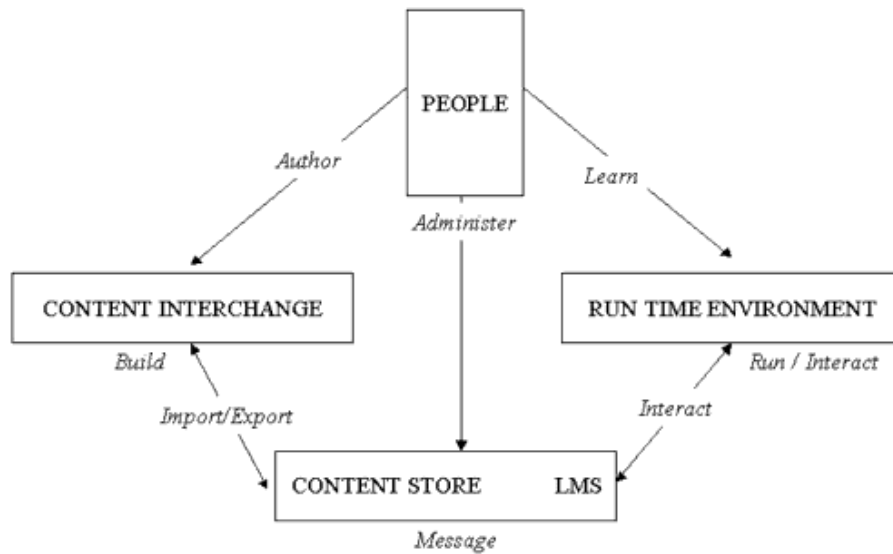 PEOPLE
Author
Learn
Administer
CONTENT INTERCHANGE
RUN TIME ENVIRONMENT
Build
Run / Interact
Import/Export
Interact
CONTENT STORE LMS
Message